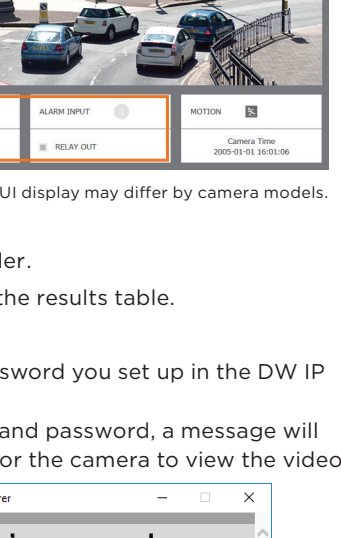 ALARM INPUT
RELAY OUT
MOTION
Camera Time
2005-01-01 16:01:06
UI display may differ by camera models.
the results table.
sword you set up in the DW IP
and password, a message will
or the camera to view the video